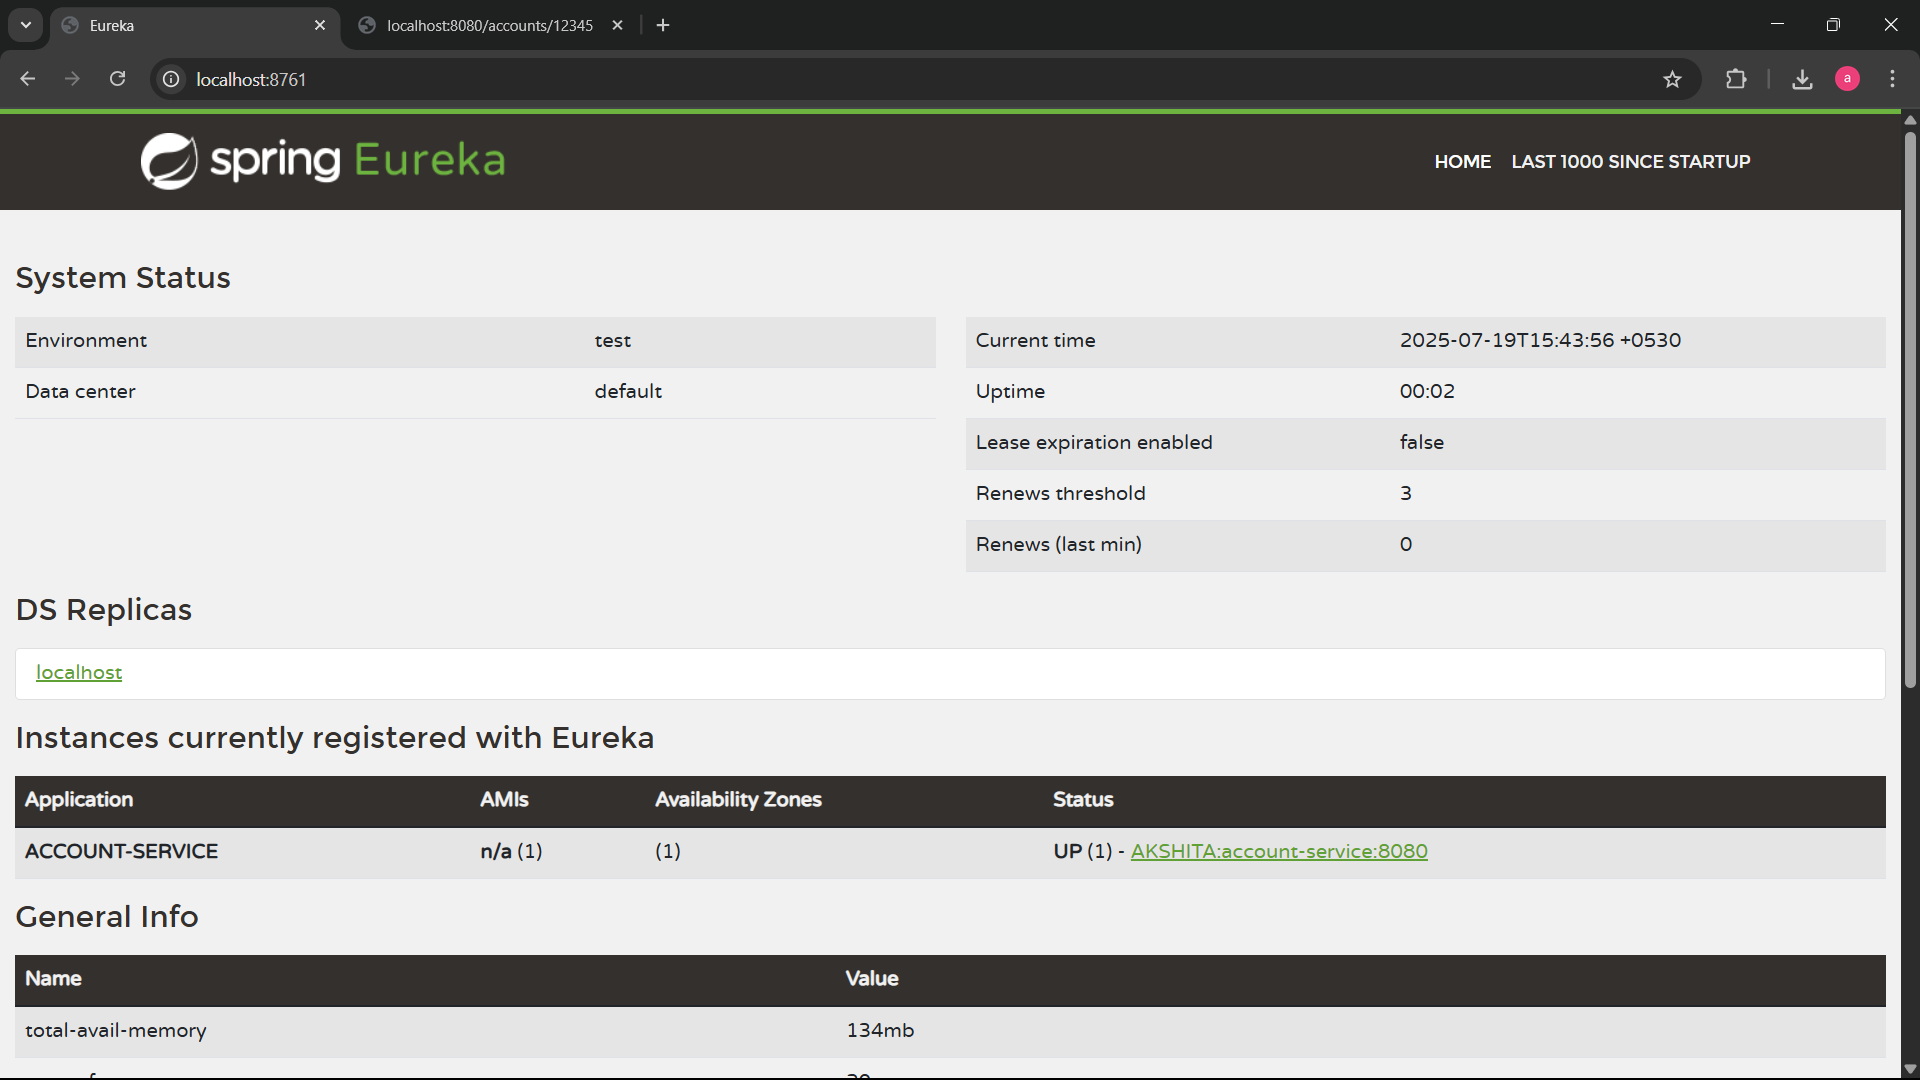 Eureka
localhost:8080/accounts/12345
localhost:8761
a
spring Eureka
HOME LAST 1000 SINCE STARTUP
System Status
Environment test
Data center default
Current time 2025-07-19T15:43:56 +0530
Uptime 00:02
Lease expiration enabled false
Renews threshold 3
Renews (last min) 0
DS Replicas
localhost
Instances currently registered with Eureka
Application AMIs Availability Zones Status
ACCOUNT-SERVICE n/a (1) (1) UP (1) - AKSHITA:account-service:8080
General Info
Name Value
total-avail-memory 134mb